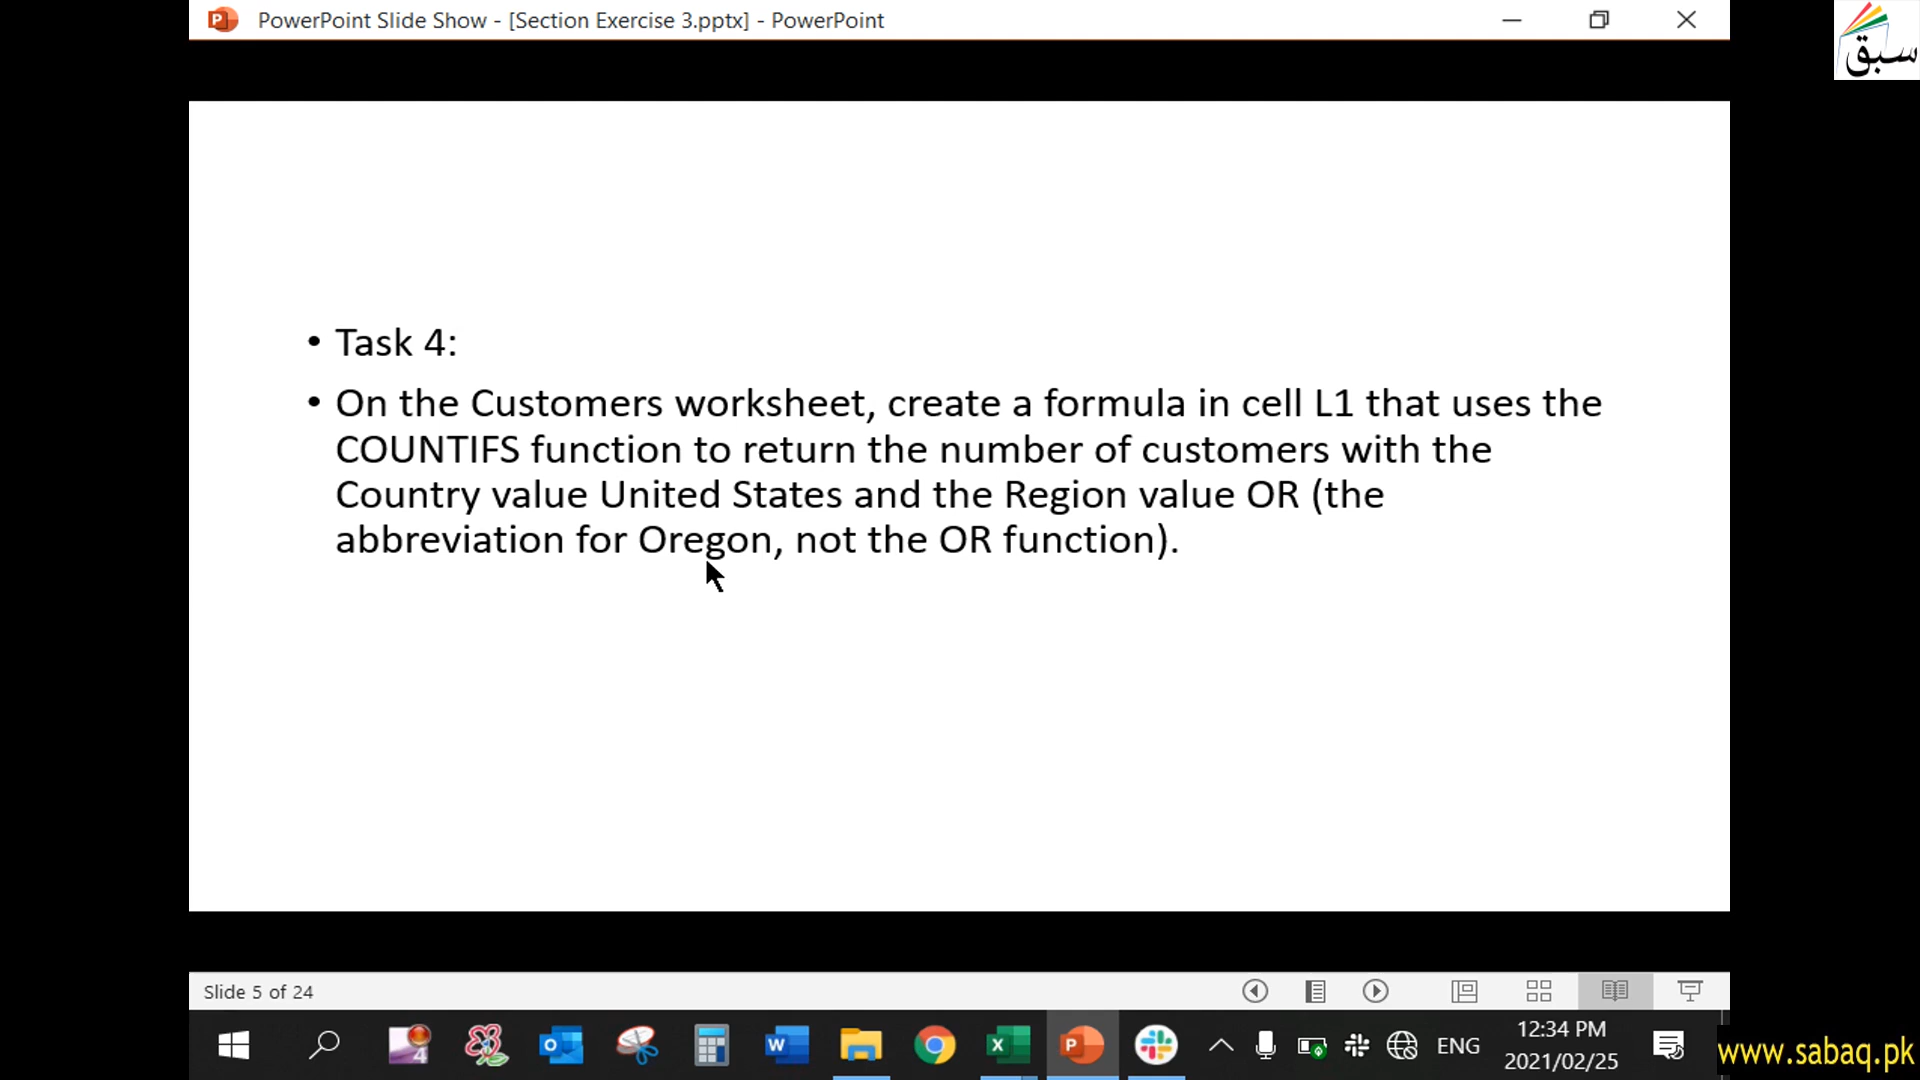 PowerPoint Slide Show - [Section Exercise 3.pptx] - PowerPoint
سبق
• Task 4:
• On the Customers worksheet, create a formula in cell L1 that uses the
COUNTIFS function to return the number of customers with the
Country value United States and the Region value OR (the
abbreviation for Oregon, not the OR function).
Slide 5 of 24
ENG
12:34 PM
2021/02/25
www.sabaq.pk